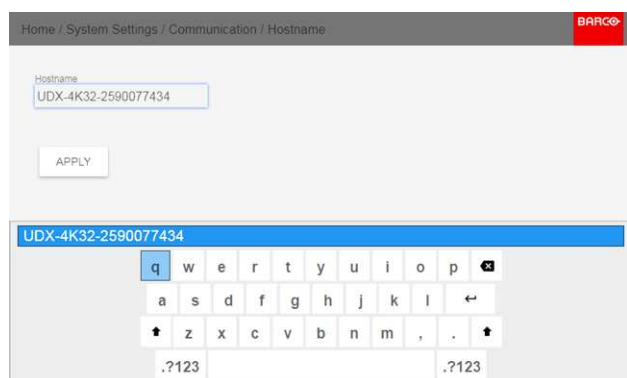 Home / System Settings / Communication / Hostname
BARCO
Hostname
UDX-4K32-2590077434
APPLY
UDX-4K32-2590077434
q w e r t y u i o p
a s d f g h j k l
z x c v b n m , .
.?123 .?123